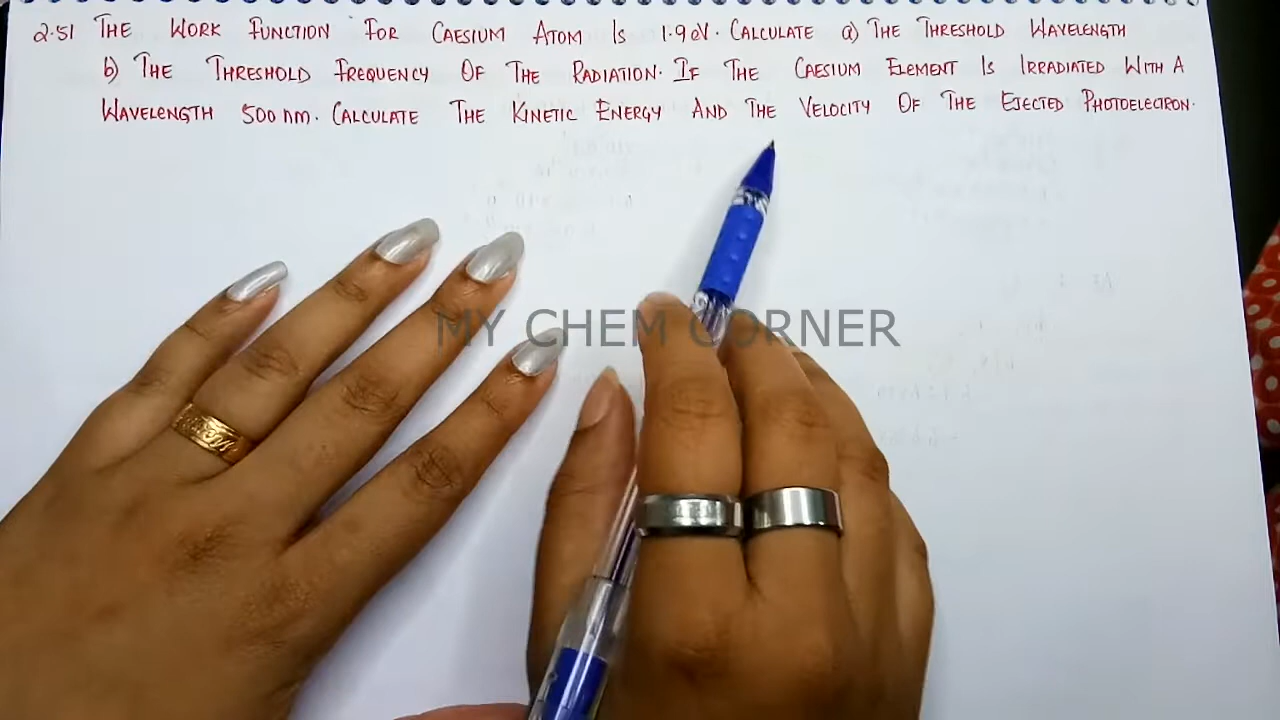 2.51 THE WORK FUNCTION FOR CAESIUM ATOM IS 1.9 eV. CALCULATE a) THE THRESHOLD WAVELENGTH
b) THE THRESHOLD FREQUENCY OF THE RADIATION. IF THE CAESIUM ELEMENT IS IRRADIATED WITH A
WAVELENGTH 500 nm. CALCULATE THE KINETIC ENERGY AND THE VELOCITY OF THE EJECTED PHOTOELECTRON.
MY CHEM CORNER